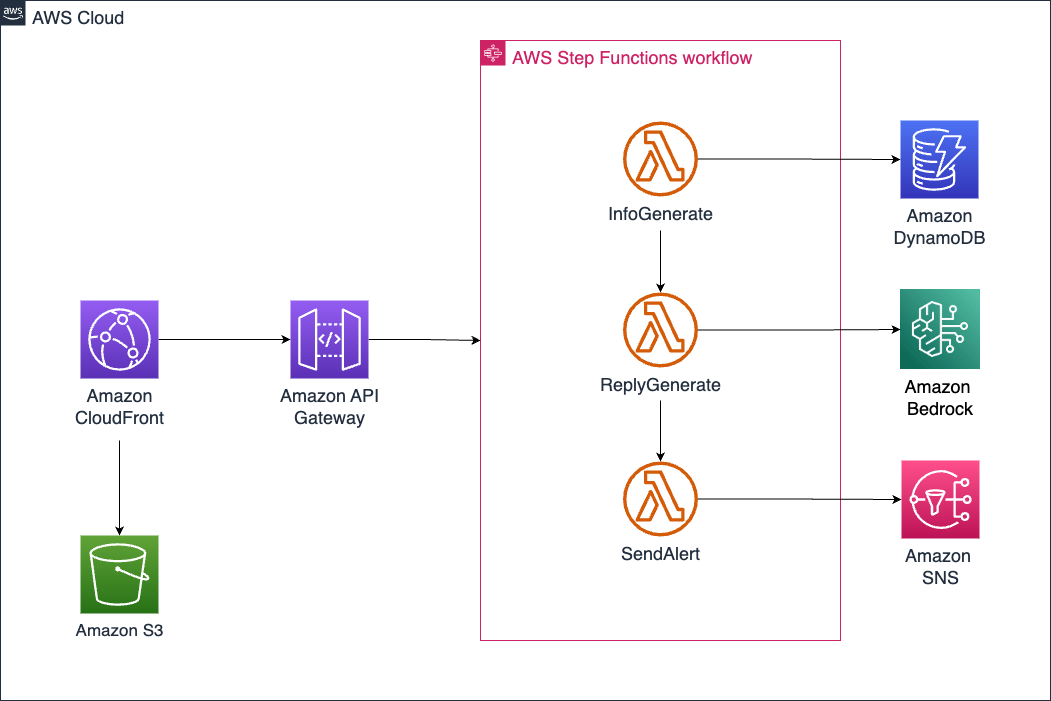 aws
AWS Cloud
AWS Step Functions workflow
InfoGenerate
Amazon
DynamoDB
ReplyGenerate
Amazon
Bedrock
</>
Amazon
CloudFront
Amazon API
Gateway
SendAlert
Amazon
SNS
Amazon S3